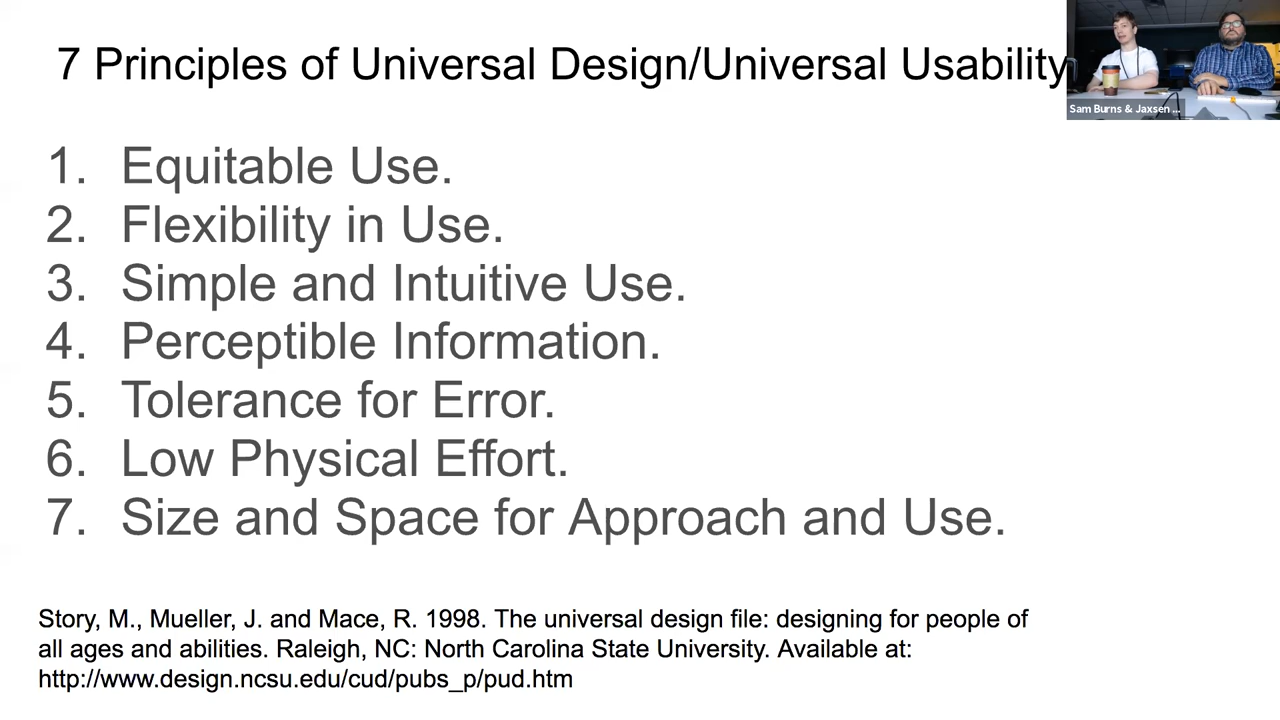 7 Principles of Universal Design/Universal Usability
Sam Burns & Jaxsen ...
1. Equitable Use.
2. Flexibility in Use.
3. Simple and Intuitive Use.
4. Perceptible Information.
5. Tolerance for Error.
6. Low Physical Effort.
7. Size and Space for Approach and Use.
Story, M., Mueller, J. and Mace, R. 1998. The universal design file: designing for people of
all ages and abilities. Raleigh, NC: North Carolina State University. Available at:
http://www.design.ncsu.edu/cud/pubs_p/pud.htm